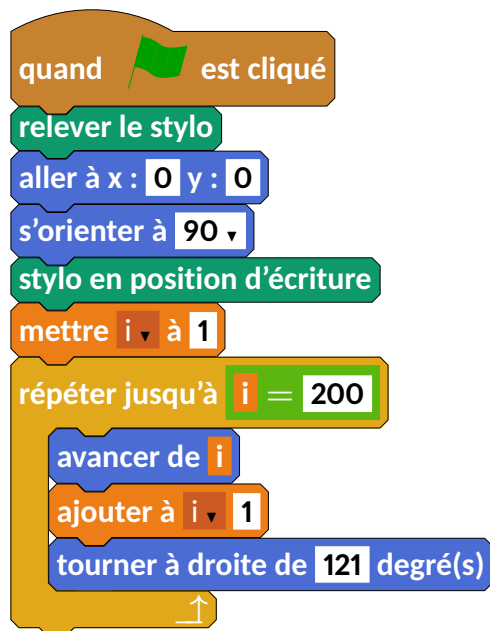 quand est cliqué
relever le stylo
aller à x : 0 y : 0
s’orienter à 90
stylo en position d’écriture
mettre i à 1
répéter jusqu’à i = 200
avancer de i
ajouter à i 1
tourner à droite de 121 degré(s)